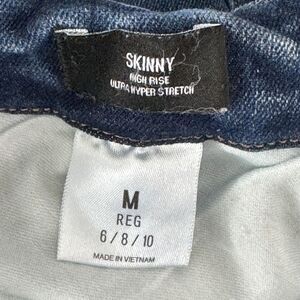 SKINNY
HIGH RISE
ULTRA HYPER STRETCH
M
REG
6/8/10
MADE IN VIETNAM